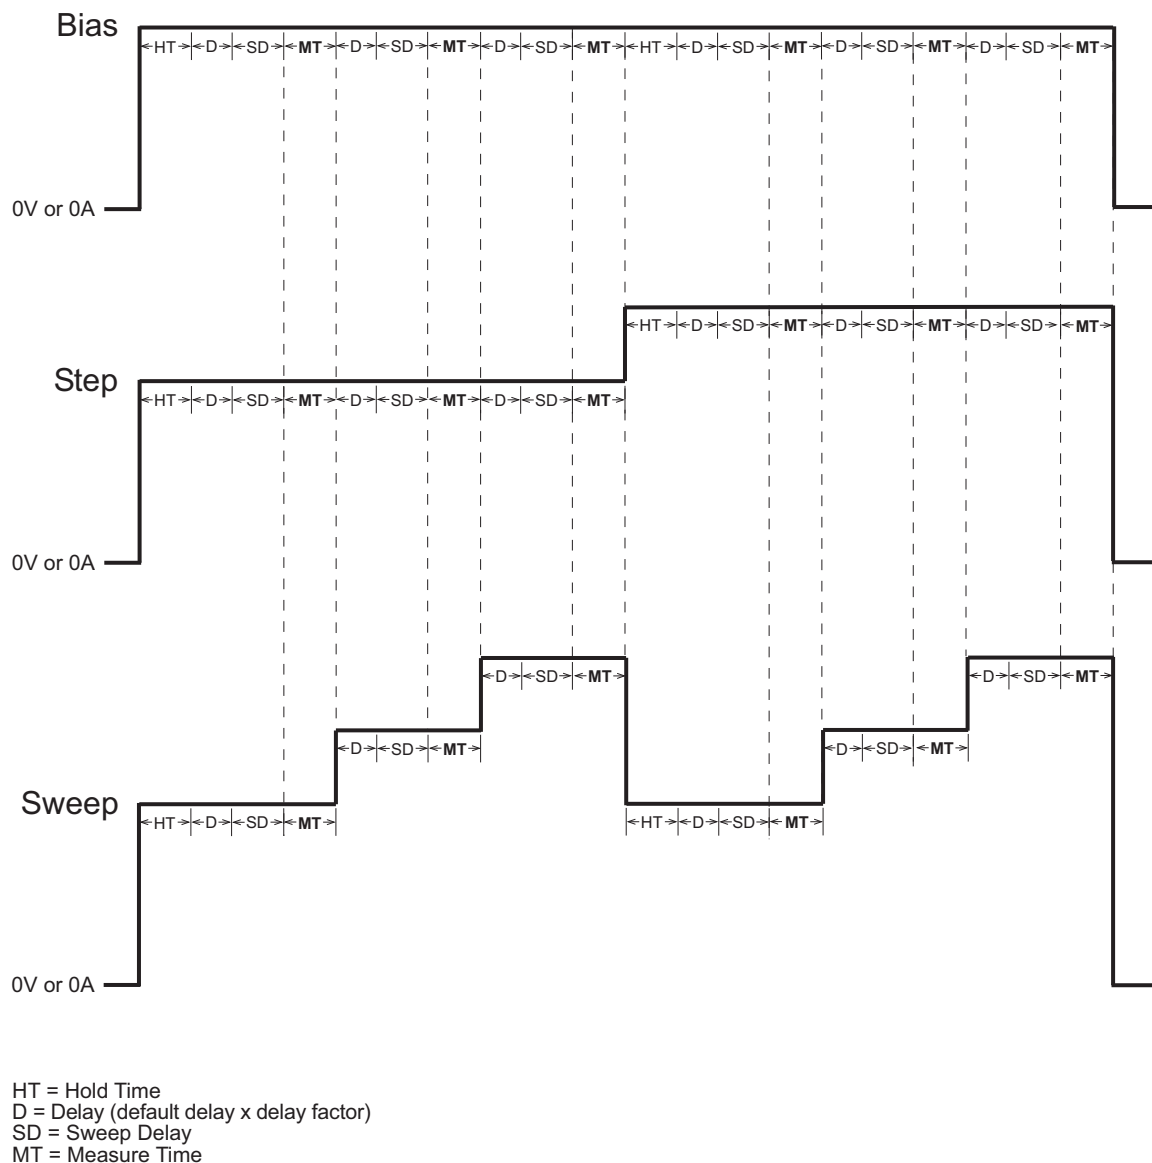 Bias
HT D SD MT D SD MT D SD MT HT D SD MT D SD MT D SD MT
0V or 0A
HT D SD MT D SD MT D SD MT
Step
HT D SD MT D SD MT D SD MT
0V or 0A
D SD MT D SD MT
D SD MT D SD MT
Sweep
HT D SD MT HT D SD MT
0V or 0A
HT = Hold Time
D = Delay (default delay x delay factor)
SD = Sweep Delay
MT = Measure Time